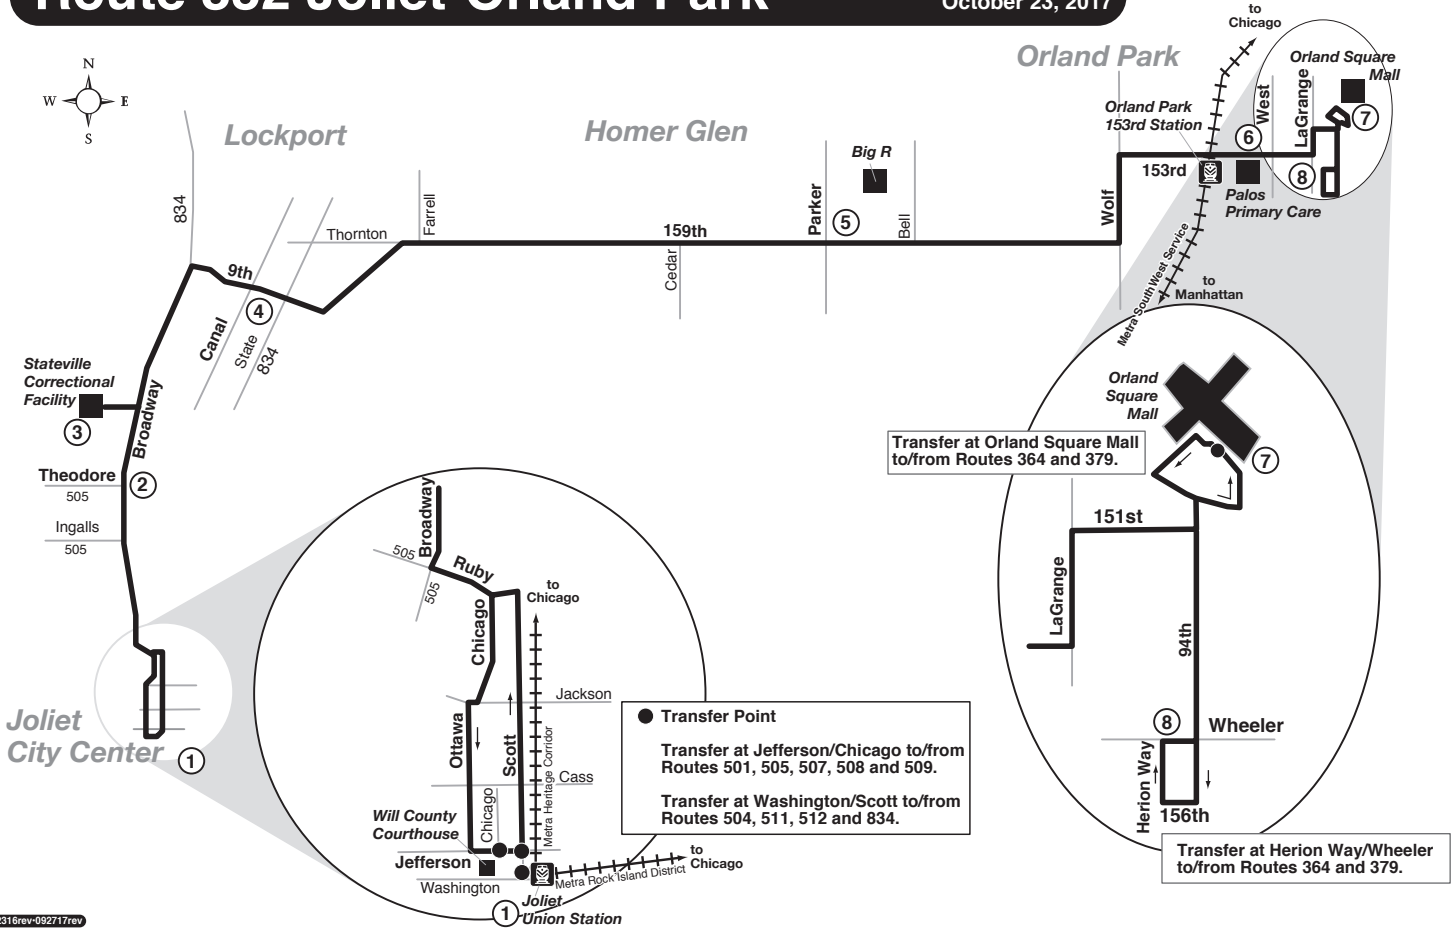 Route 832 Joliet-Orland Park
October 23, 2017
to
Chicago
Orland Park
Orland Square
Mall
N
W
E
S
Lockport
Homer Glen
Orland Park
153rd Station
West
LaGrange
7
6
Big R
153rd
8
Palos
Primary Care
834
Farrell
Thornton
159th
Parker
5
Bell
Wolf
Cedar
Metra SouthWest Service
to
Manhattan
9th
4
Canal
State
834
Stateville
Correctional
Facility
3
Broadway
Theodore
505
2
Ingalls
505
Orland
Square
Mall
Transfer at Orland Square Mall
to/from Routes 364 and 379.
7
151st
LaGrange
94th
8
Wheeler
Herion Way
156th
Transfer at Herion Way/Wheeler
to/from Routes 364 and 379.
Broadway
505
505
Ruby
to
Chicago
Chicago
Jackson
Ottawa
Scott
Metra Heritage Corridor
Cass
Chicago
Will County
Courthouse
Jefferson
Washington
Metra Rock Island District
to
Chicago
1
Joliet
Union Station
Transfer Point
Transfer at Jefferson/Chicago to/from
Routes 501, 505, 507, 508 and 509.
Transfer at Washington/Scott to/from
Routes 504, 511, 512 and 834.
Joliet
City Center
1
2316rev•092717rev